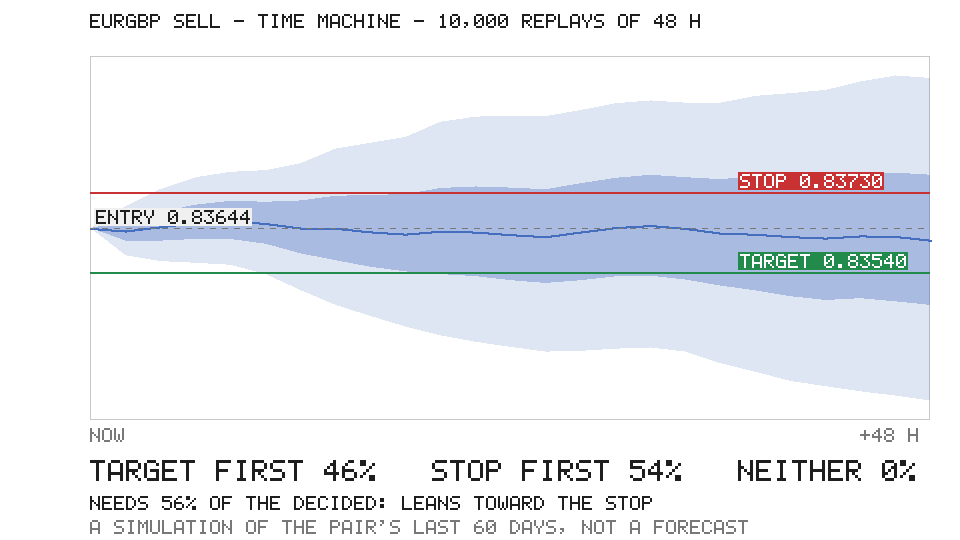 EURGBP SELL – TIME MACHINE – 10,000 REPLAYS OF 48 H
STOP 0.83730
ENTRY 0.83644
TARGET 0.83540
NOW +48 H
TARGET FIRST 46% STOP FIRST 54% NEITHER 0%
NEEDS 56% OF THE DECIDED: LEANS TOWARD THE STOP
A SIMULATION OF THE PAIR'S LAST 60 DAYS, NOT A FORECAST